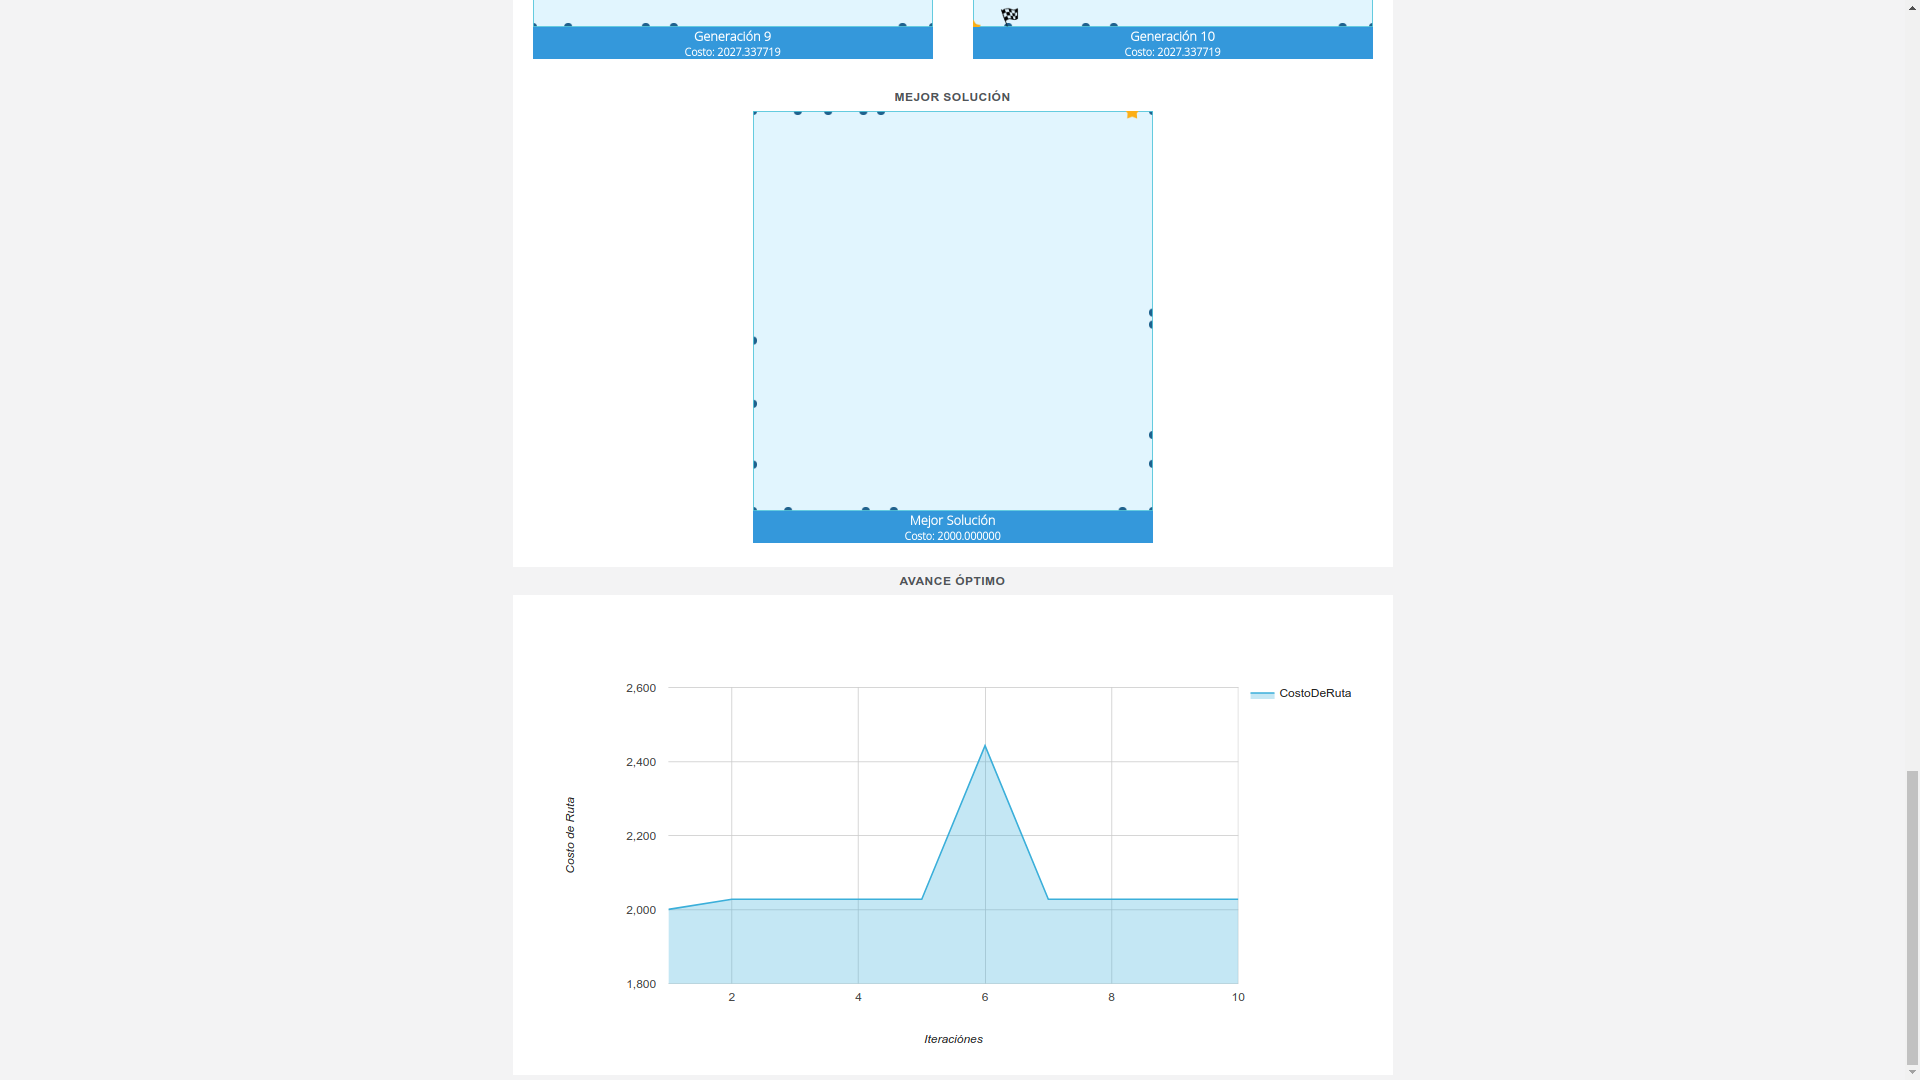 Generación 9
Costo: 2027.337719
Generación 10
Costo: 2027.337719
MEJOR SOLUCIÓN
Mejor Solución
Costo: 2000.000000
AVANCE ÓPTIMO
2,600
2,400
2,200
2,000
1,800
Costo de Ruta
CostoDeRuta
2 4 6 8 10
Iteraciónes